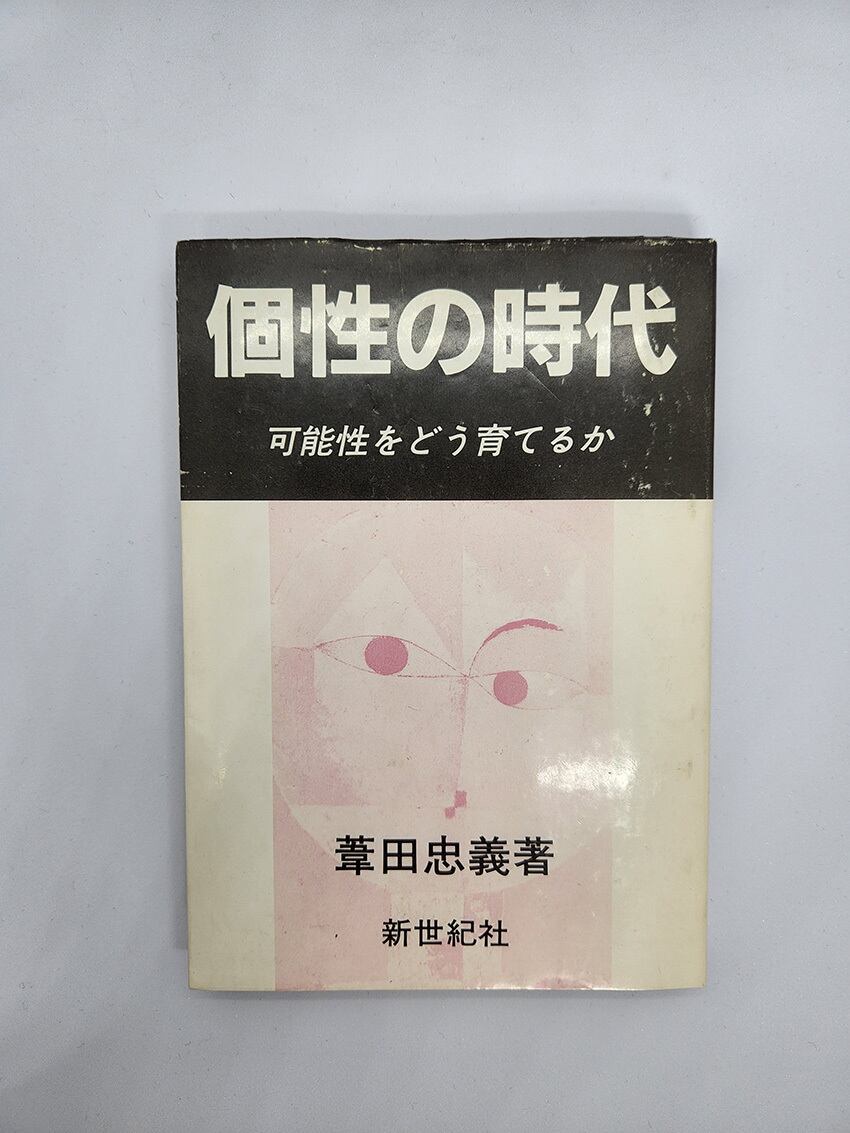 個性の時代
可能性をどう育てるか
葦田忠義著
新世紀社